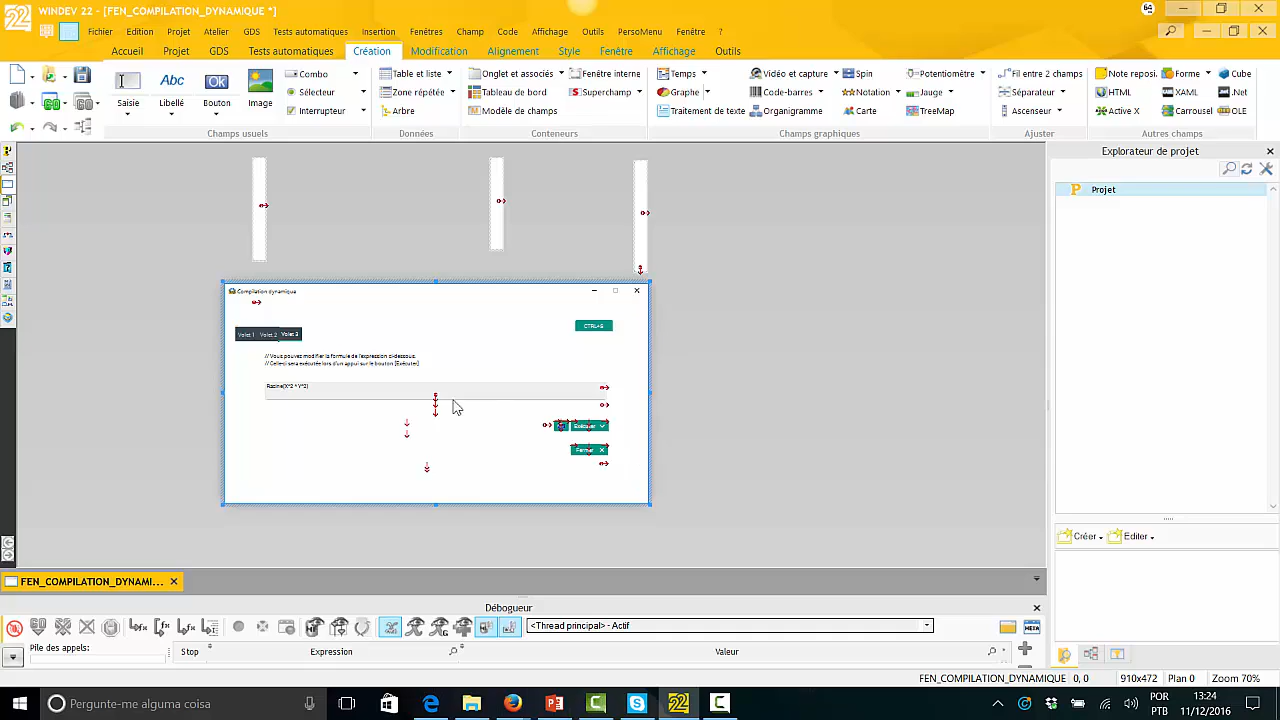 WINDEV 22 - [FEN_COMPILATION_DYNAMIQUE *]
64
Fichier Edition Projet Atelier GDS Tests automatiques Insertion Fenêtres Champ Code Affichage Outils PersoMenu Fenêtre ?
Accueil Projet GDS Tests automatiques Création Modification Alignement Style Fenêtre Affichage Outils
Saisie Libellé Bouton Image
Abc Ok
Combo
Sélecteur
Interrupteur
Table et liste
Zone répétée
Arbre
Onglet et associés
Tableau de bord
Modèle de champs
Fenêtre interne
Superchamp
Temps
Graphe
Traitement de texte
Vidéo et capture
Code-barres
Organigramme
Spin
Notation
Carte
Potentiomètre
Jauge
TreeMap
Fil entre 2 champs
Séparateur
Ascenseur
Note reposi.
HTML
Active X
Forme
XAML
Carrousel
Cube
.Net
OLE
Champs usuels Données Conteneurs Champs graphiques Ajuster Autres champs
Explorateur de projet
Projet
Compilation dynamique
CTRL+S
Volet 1 Volet 2 Volet 3
// Vous pouvez modifier la formule de l'expression ci-dessous.
// Celle-ci sera exécutée lors d'un appui sur le bouton [Exécuter]
Racine(X^2 + Y^2)
Exécuter
Fermer
Créer Editer
FEN_COMPILATION_DYNAMI...
Débogueur
<Thread principal> - Actif
META
Pile des appels:
Stop Expression Valeur
FEN_COMPILATION_DYNAMIQUE 0, 0 910x472 Plan 0 Zoom 70%
Pergunte-me alguma coisa
POR
PTB
13:24
11/12/2016